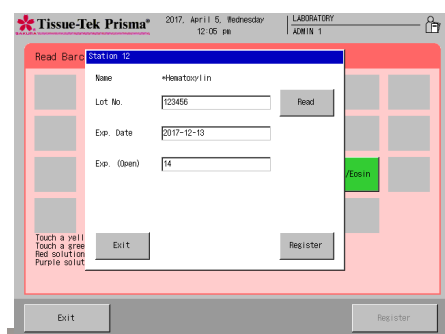 Tissue-Tek Prisma®
SAKURA
2017, April 5, Wednesday
12:05 pm
LABORATORY
ADMIN 1
Read Barc
Station 12
Name
*Hematoxylin
Lot No.
123456
Read
Exp. Date
2017-12-13
Exp. (Open)
14
/Eosin
Exit
Register
Touch a yell
Touch a gree
Red solution
Purple solut
Exit
Register